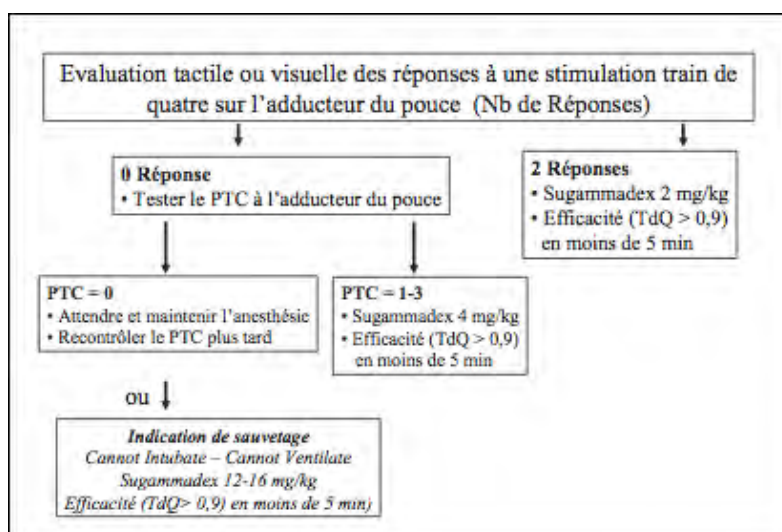 Evaluation tactile ou visuelle des réponses à une stimulation train de
quatre sur l'adducteur du pouce (Nb de Réponses)
0 Réponse
• Tester le PTC à l'adducteur du pouce
2 Réponses
• Sugammadex 2 mg/kg
• Efficacité (TdQ > 0,9)
en moins de 5 min
PTC = 0
• Attendre et maintenir l'anesthésie
• Recontrôler le PTC plus tard
PTC = 1-3
• Sugammadex 4 mg/kg
• Efficacité (TdQ > 0,9)
en moins de 5 min
ou
Indication de sauvetage
Cannot Intubate – Cannot Ventilate
Sugammadex 12-16 mg/kg
Efficacité (TdQ> 0,9) en moins de 5 min)